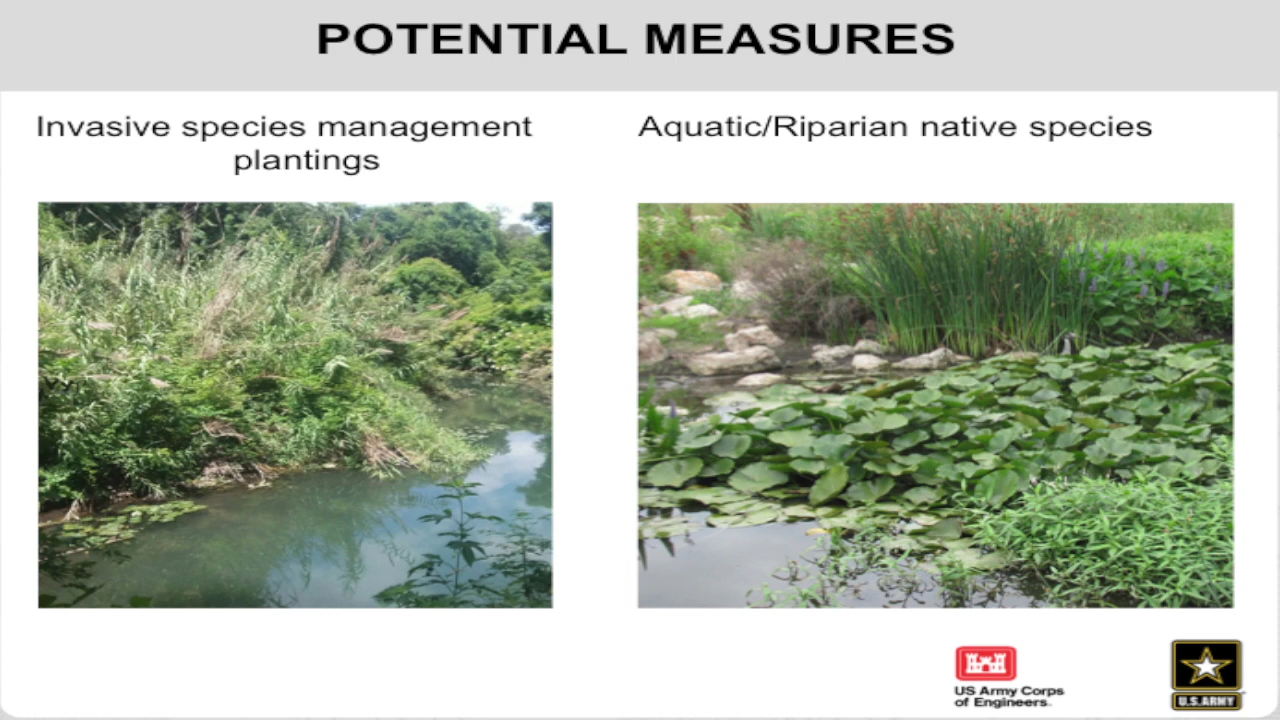 POTENTIAL MEASURES
Invasive species management
plantings
Aquatic/Riparian native species
US Army Corps
of Engineers
U.S.ARMY